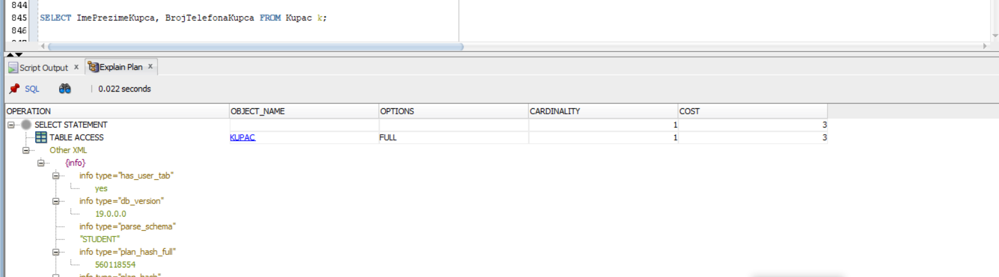 844
845 SELECT ImePrezimeKupca, BrojTelefonaKupca FROM Kupac k;
846
Script Output x Explain Plan x
SQL | 0.022 seconds
OPERATION OBJECT_NAME OPTIONS CARDINALITY COST
SELECT STATEMENT 1 3
TABLE ACCESS KUPAC FULL 1 3
Other XML
{info}
info type="has_user_tab"
yes
info type="db_version"
19.0.0.0
info type="parse_schema"
"STUDENT"
info type="plan_hash_full"
560118554
info type="plan_hash"